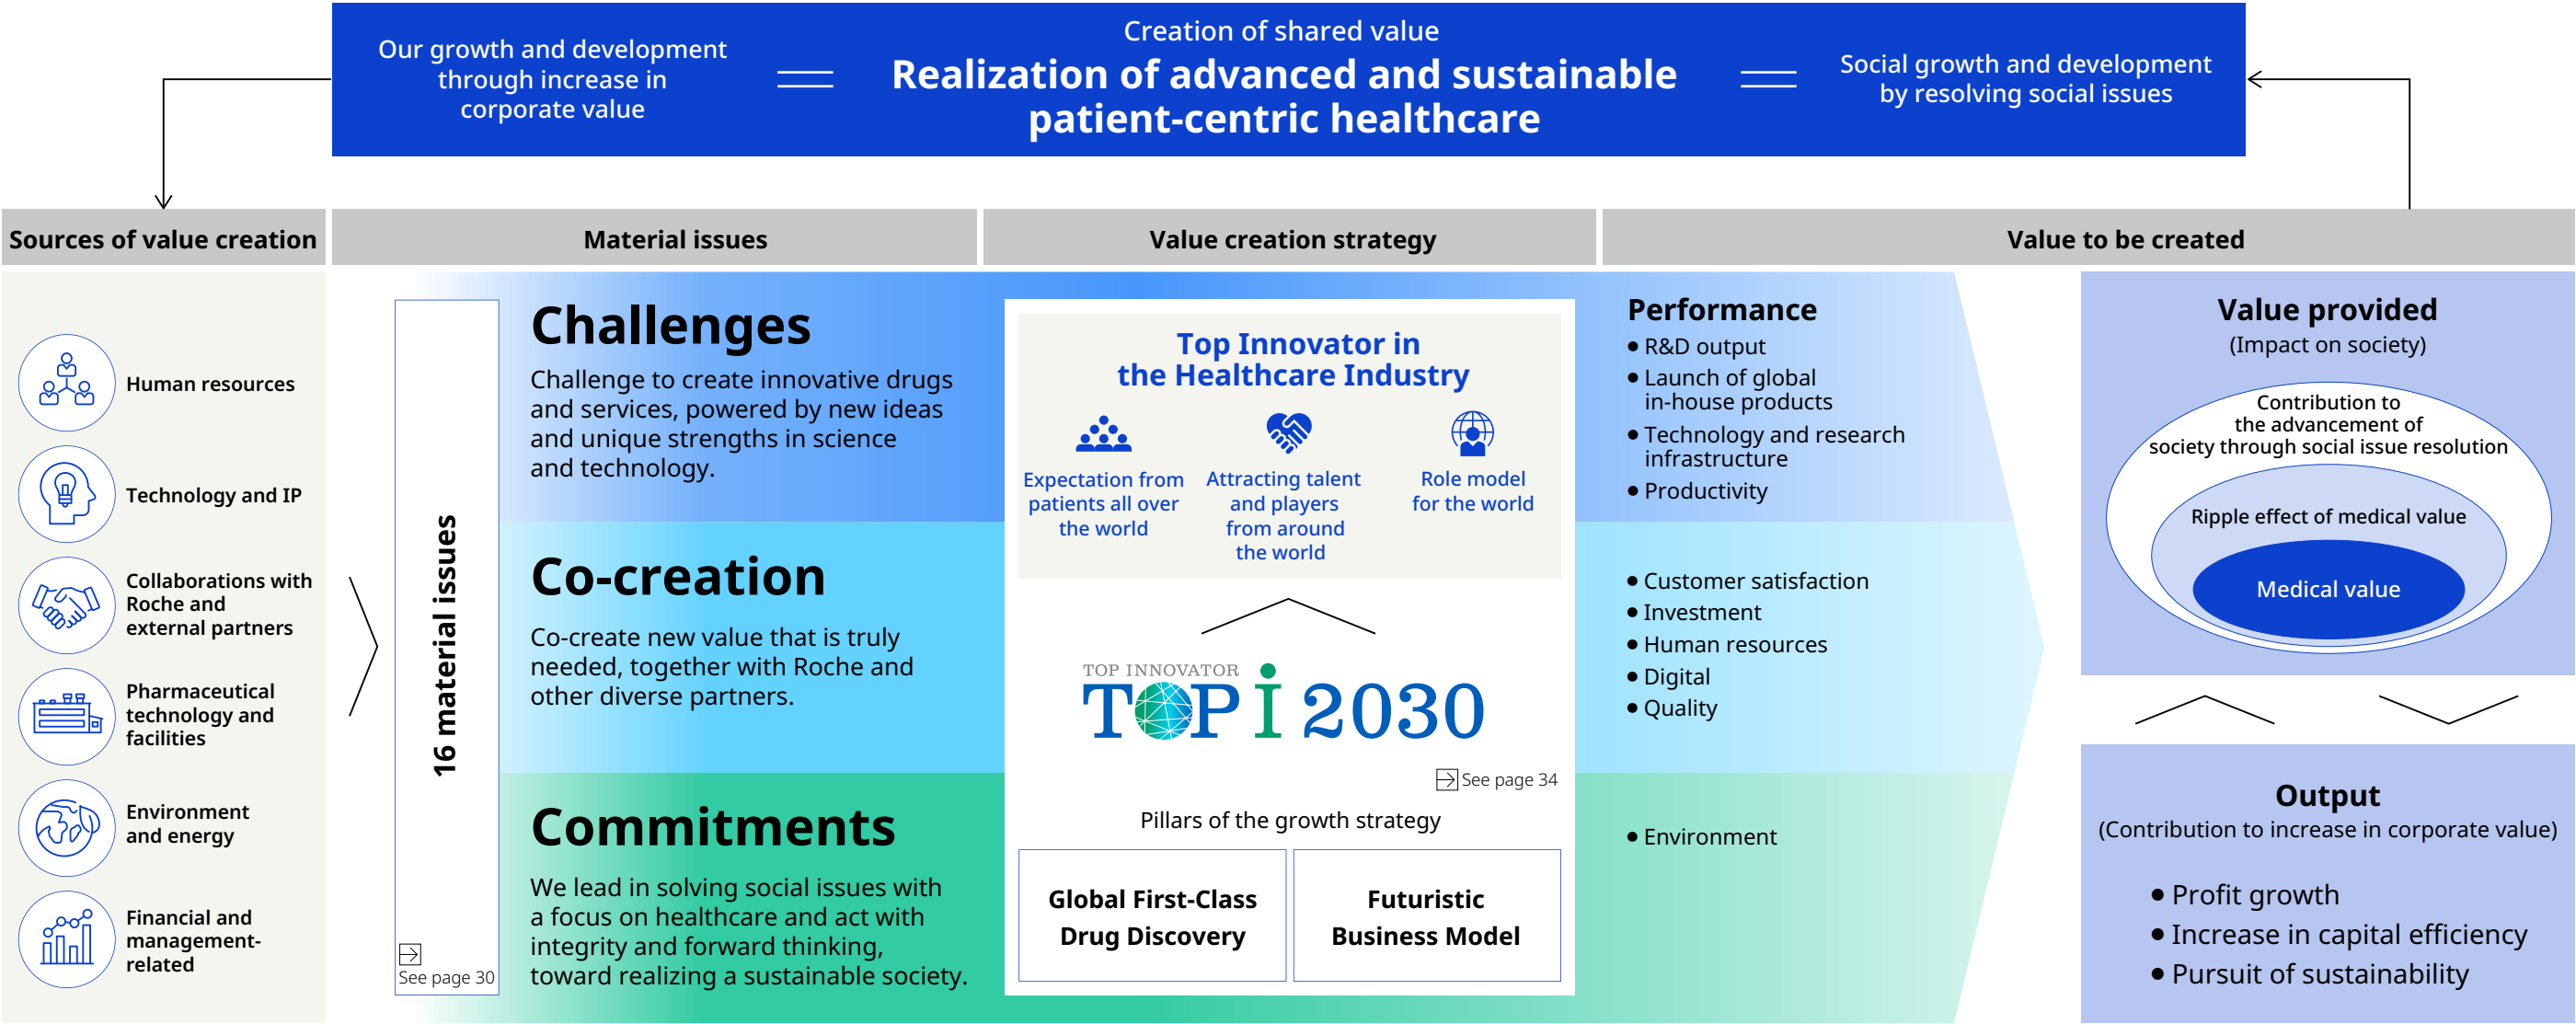 Our growth and development
through increase in
corporate value
Creation of shared value
Realization of advanced and sustainable
patient-centric healthcare
Social growth and development
by resolving social issues
Sources of value creation
Material issues
Value creation strategy
Value to be created
Human resources
Technology and IP
Collaborations with
Roche and
external partners
Pharmaceutical
technology and
facilities
Environment
and energy
Financial and
management-
related
16 material issues
See page 30
Challenges
Challenge to create innovative drugs
and services, powered by new ideas
and unique strengths in science
and technology.
Co-creation
Co-create new value that is truly
needed, together with Roche and
other diverse partners.
Commitments
We lead in solving social issues with
a focus on healthcare and act with
integrity and forward thinking,
toward realizing a sustainable society.
Top Innovator in
the Healthcare Industry
Expectation from
patients all over
the world
Attracting talent
and players
from around
the world
Role model
for the world
TOP INNOVATOR
TOP i 2030
See page 34
Pillars of the growth strategy
Global First-Class
Drug Discovery
Futuristic
Business Model
Performance
● R&D output
● Launch of global
in-house products
● Technology and research
infrastructure
● Productivity
● Customer satisfaction
● Investment
● Human resources
● Digital
● Quality
● Environment
Value provided
(Impact on society)
Contribution to
the advancement of
society through social issue resolution
Ripple effect of medical value
Medical value
Output
(Contribution to increase in corporate value)
● Profit growth
● Increase in capital efficiency
● Pursuit of sustainability